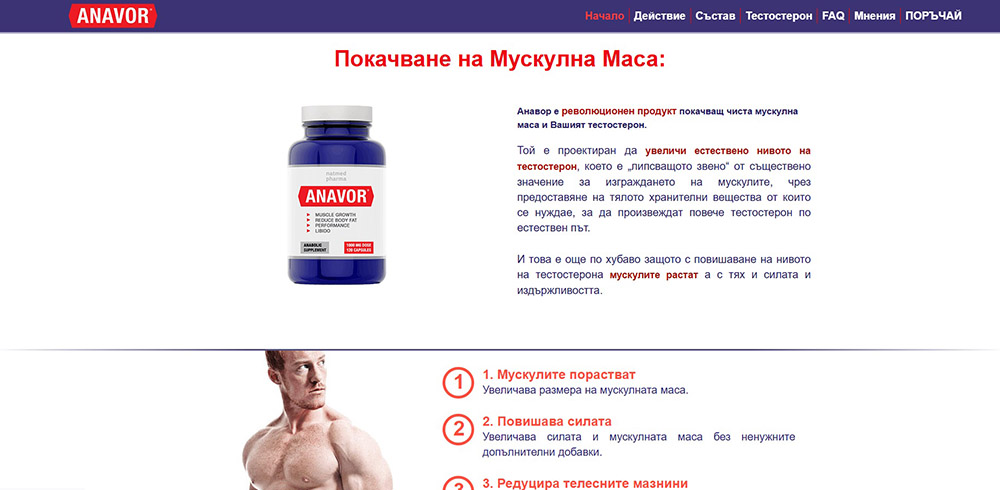 ANAVOR®
Начало Действие Състав Тестостерон FAQ Мнения ПОРЪЧАЙ
Покачване на Мускулна Маса:
natmed
pharma
ANAVOR®
MUSCLE GROWTH
REDUCE BODY FAT
PERFORMANCE
LIBIDO
ANABOLIC
SUPPLEMENT
1600 MG DOSE
120 CAPSULES
Анавор е революционен продукт покачващ чиста мускулна
маса и Вашият тестостерон.
Той е проектиран да увеличи естествено нивото на
тестостерон, което е „липсващото звено" от съществено
значение за изграждането на мускулите, чрез
предоставяне на тялото хранителни вещества от които
се нуждае, за да произвеждат повече тестостерон по
естествен път.
И това е още по хубаво защото с повишаване на нивото
на тестостерона мускулите растат а с тях и силата и
издържливостта.
1 1. Мускулите порастват
Увеличава размера на мускулната маса.
2 2. Повишава силата
Увеличава силата и мускулната маса без ненужните
допълнителни добавки.
3 3. Редуцира телесните мазнини